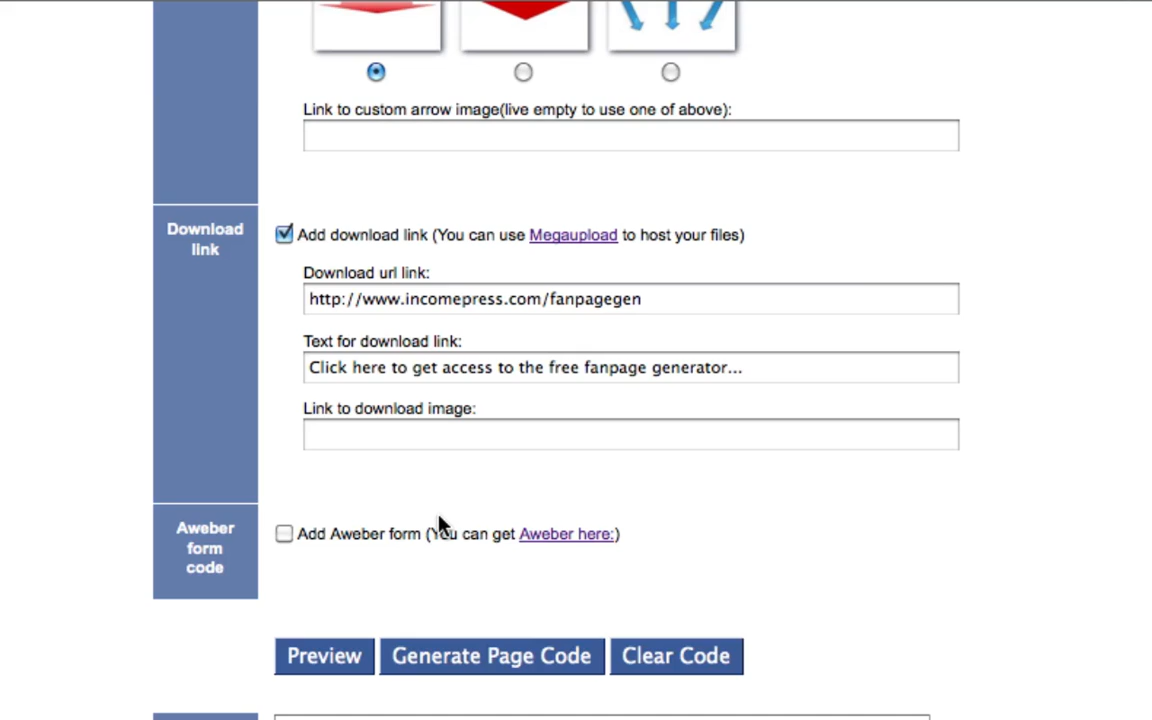 Link to custom arrow image(live empty to use one of above):
Download
link
Add download link (You can use Megaupload to host your files)
Download url link:
http://www.incomepress.com/fanpagegen
Text for download link:
Click here to get access to the free fanpage generator...
Link to download image:
Aweber
form
code
Add Aweber form (You can get Aweber here:)
Preview
Generate Page Code
Clear Code